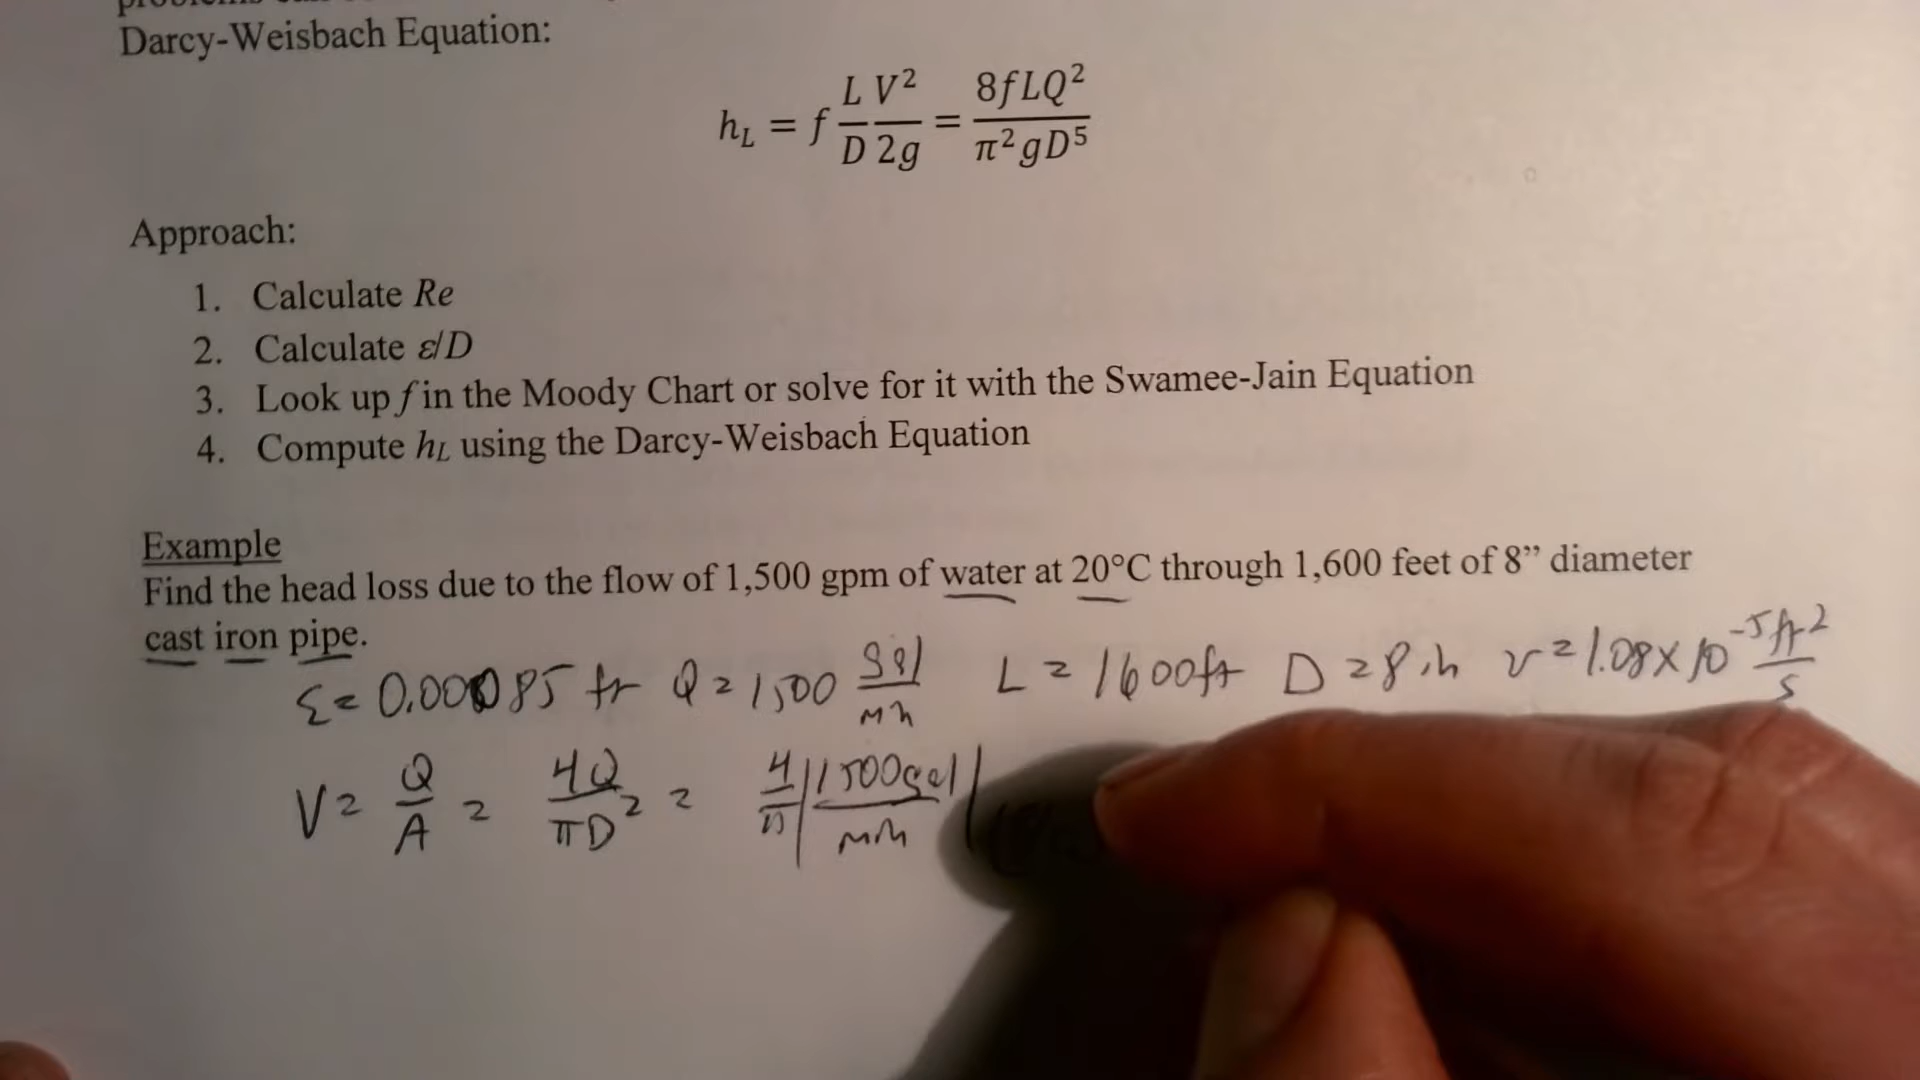 Darcy-Weisbach Equation:
h_L = f L/D V²/2g = 8fLQ²/π²gD⁵
Approach:
1. Calculate Re
2. Calculate ε/D
3. Look up f in the Moody Chart or solve for it with the Swamee-Jain Equation
4. Compute h_L using the Darcy-Weisbach Equation
Example
Find the head loss due to the flow of 1,500 gpm of water at 20°C through 1,600 feet of 8” diameter
cast iron pipe.
ε = 0.00085 ft Q = 1,500 gal/min L = 1600ft D = 8 in ν = 1.08 x 10⁻⁵ ft²/s
V = Q/A = 4Q/πD² = 4/π | 1500gal/min |